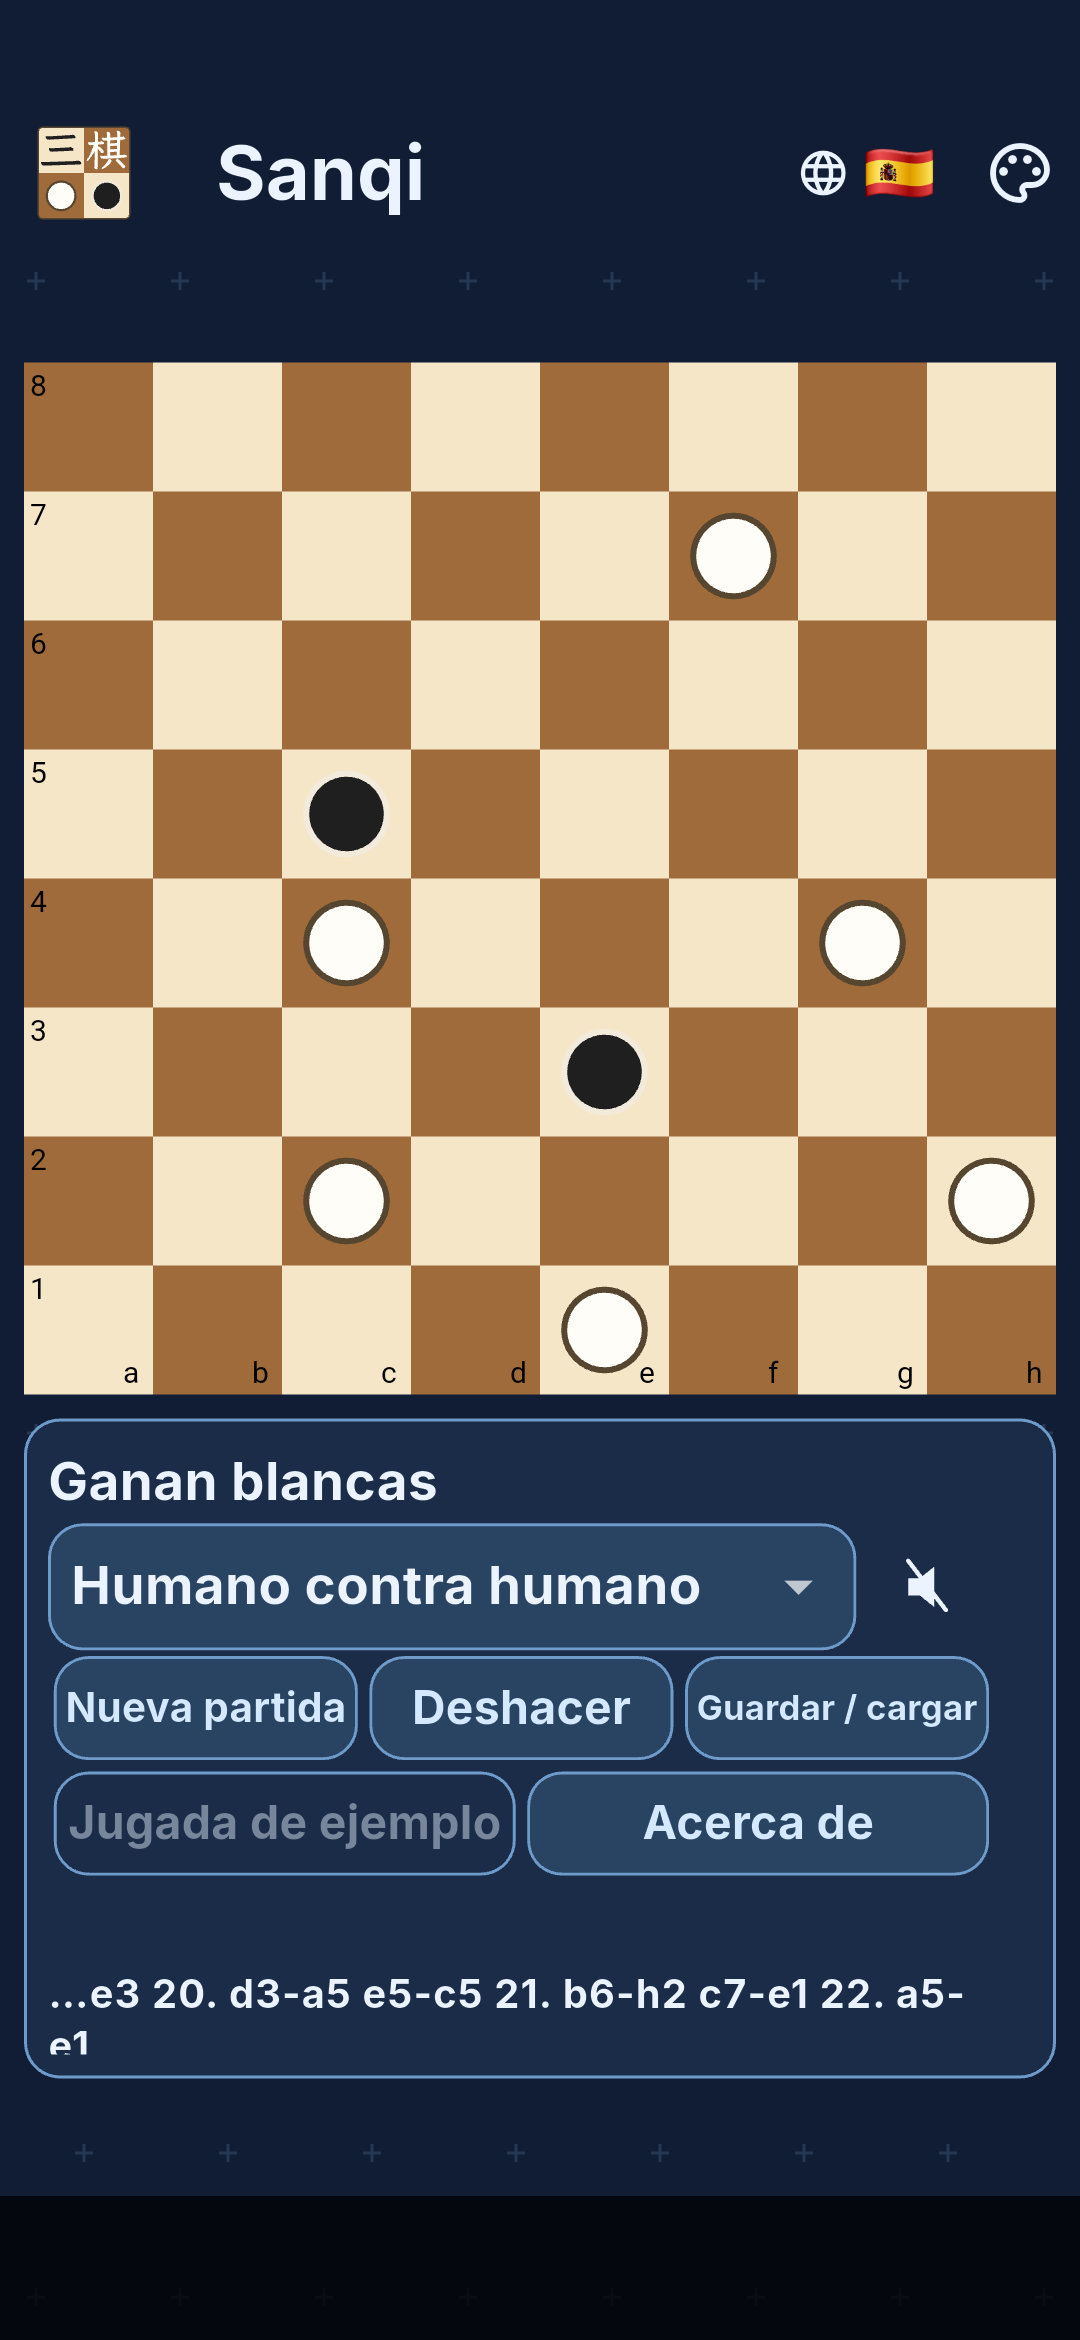 三棋
Sanqi
8
7
6
5
4
3
2
1
a b c d e f g h
Ganan blancas
Humano contra humano
Nueva partida Deshacer Guardar / cargar
Jugada de ejemplo Acerca de
...e3 20. d3-a5 e5-c5 21. b6-h2 c7-e1 22. a5-
e1